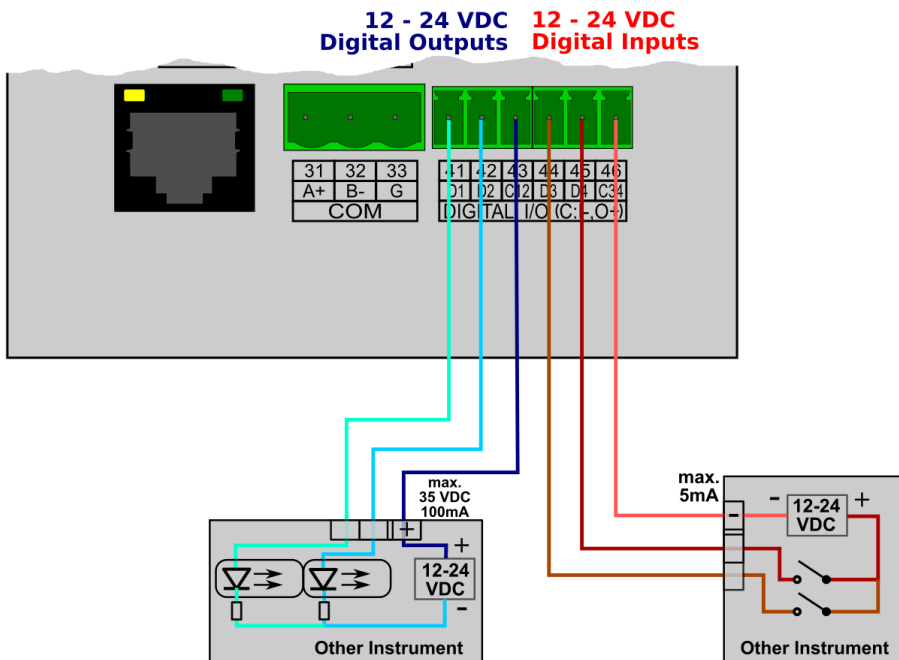 12 - 24 VDC
Digital Outputs
12 - 24 VDC
Digital Inputs
31 32 33
A+ B- G
COM
41 42 43 44 45 46
D1 D2 C12 D3 D4 C34
DIGITAL I/O (C:-,O+)
max.
35 VDC
100mA
+
+
12-24
VDC
-
Other Instrument
max.
5mA
-
-
+
12-24
VDC
Other Instrument